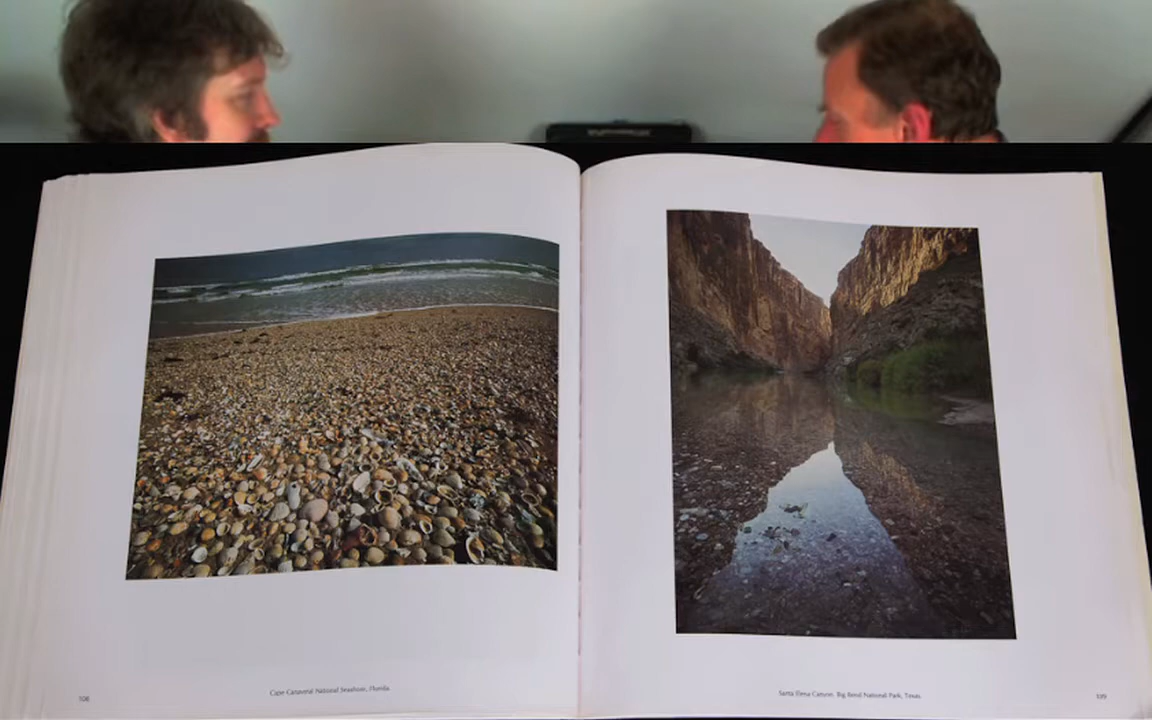 Cape Canaveral National Seashore, Florida.
Santa Elena Canyon. Big Bend National Park, Texas.
108
109